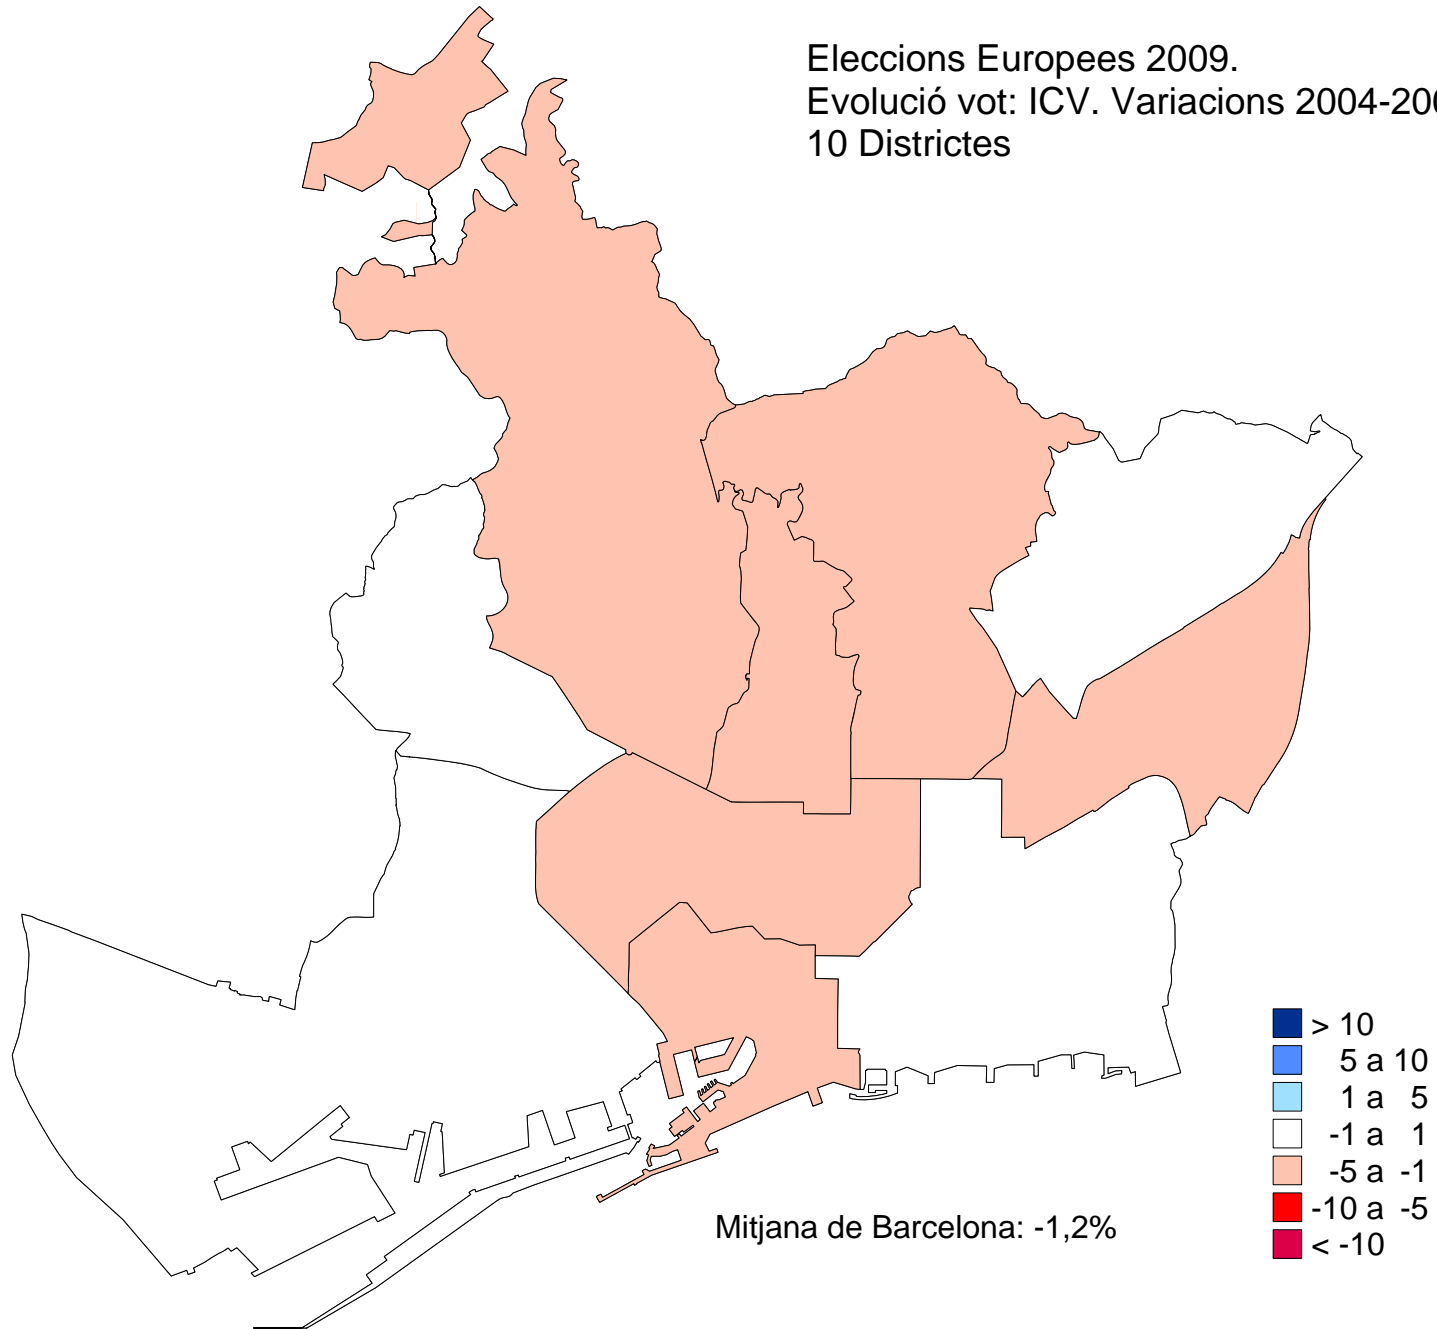 Eleccions Europees 2009.
Evolució vot: ICV. Variacions 2004-200
10 Districtes
> 10
5 a 10
1 a 5
-1 a 1
-5 a -1
-10 a -5
< -10
Mitjana de Barcelona: -1,2%